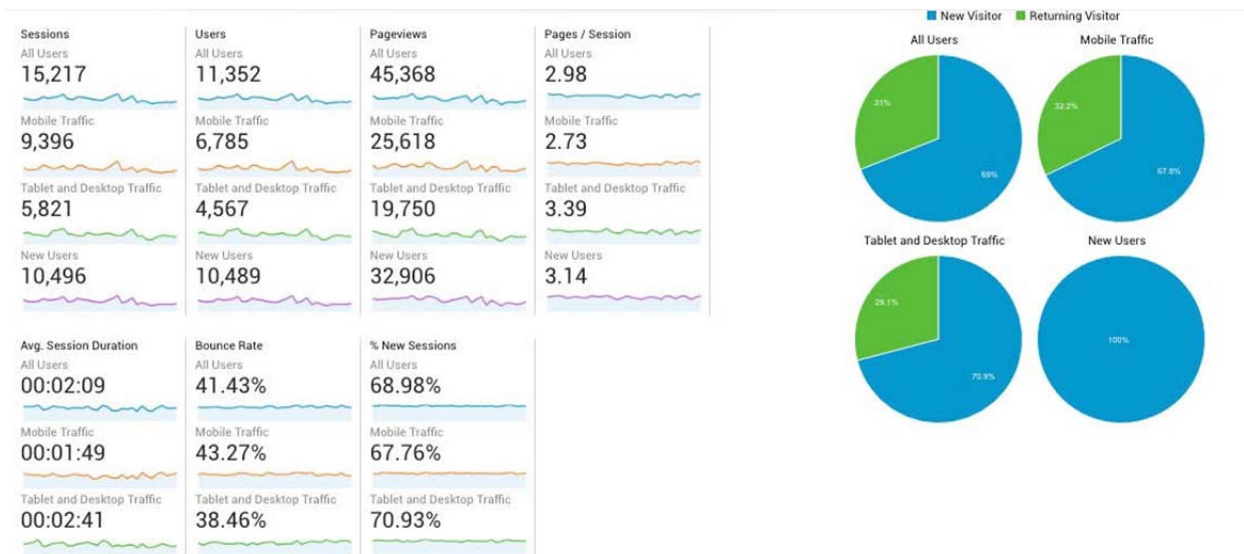 Sessions
All Users
15,217
Mobile Traffic
9,396
Tablet and Desktop Traffic
5,821
New Users
10,496
Users
All Users
11,352
Mobile Traffic
6,785
Tablet and Desktop Traffic
4,567
New Users
10,489
Pageviews
All Users
45,368
Mobile Traffic
25,618
Tablet and Desktop Traffic
19,750
New Users
32,906
Pages / Session
All Users
2.98
Mobile Traffic
2.73
Tablet and Desktop Traffic
3.39
New Users
3.14
Avg. Session Duration
All Users
00:02:09
Mobile Traffic
00:01:49
Tablet and Desktop Traffic
00:02:41
Bounce Rate
All Users
41.43%
Mobile Traffic
43.27%
Tablet and Desktop Traffic
38.46%
% New Sessions
All Users
68.98%
Mobile Traffic
67.76%
Tablet and Desktop Traffic
70.93%
New Visitor
Returning Visitor
All Users
31%
69%
Mobile Traffic
32.2%
67.8%
Tablet and Desktop Traffic
29.1%
70.9%
New Users
100%